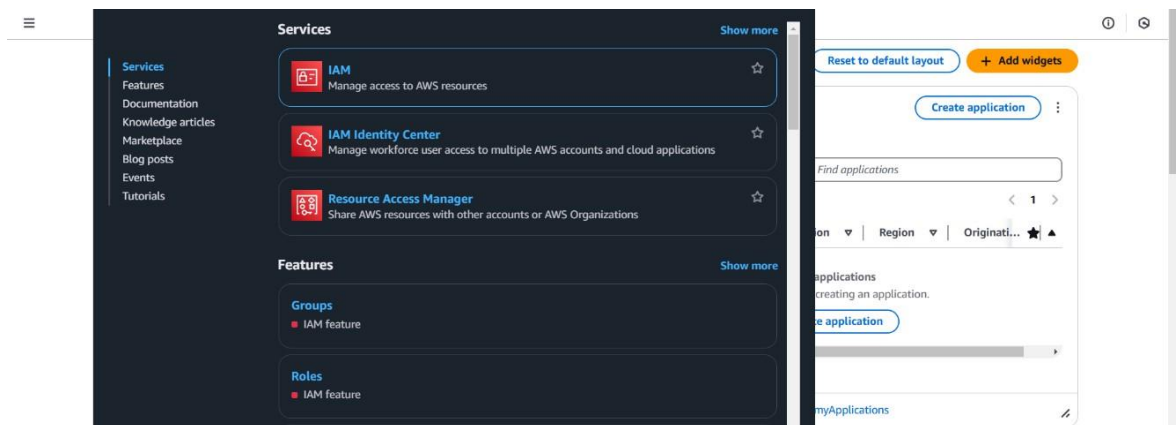 Services
Features
Documentation
Knowledge articles
Marketplace
Blog posts
Events
Tutorials
Services
Show more
IAM
Manage access to AWS resources
IAM Identity Center
Manage workforce user access to multiple AWS accounts and cloud applications
Resource Access Manager
Share AWS resources with other accounts or AWS Organizations
Features
Show more
Groups
IAM feature
Roles
IAM feature
Reset to default layout
+ Add widgets
Create application
Find applications
1
ion
Region
Originati...
applications
creating an application.
te application
myApplications